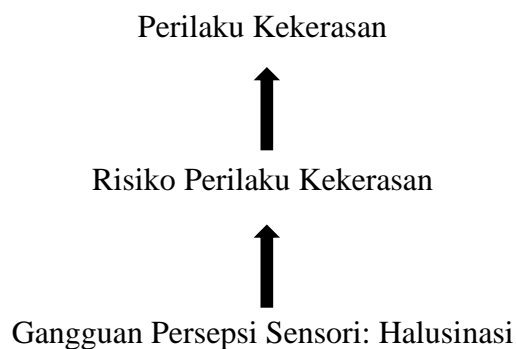 Perilaku Kekerasan
Risiko Perilaku Kekerasan
Gangguan Persepsi Sensori: Halusinasi